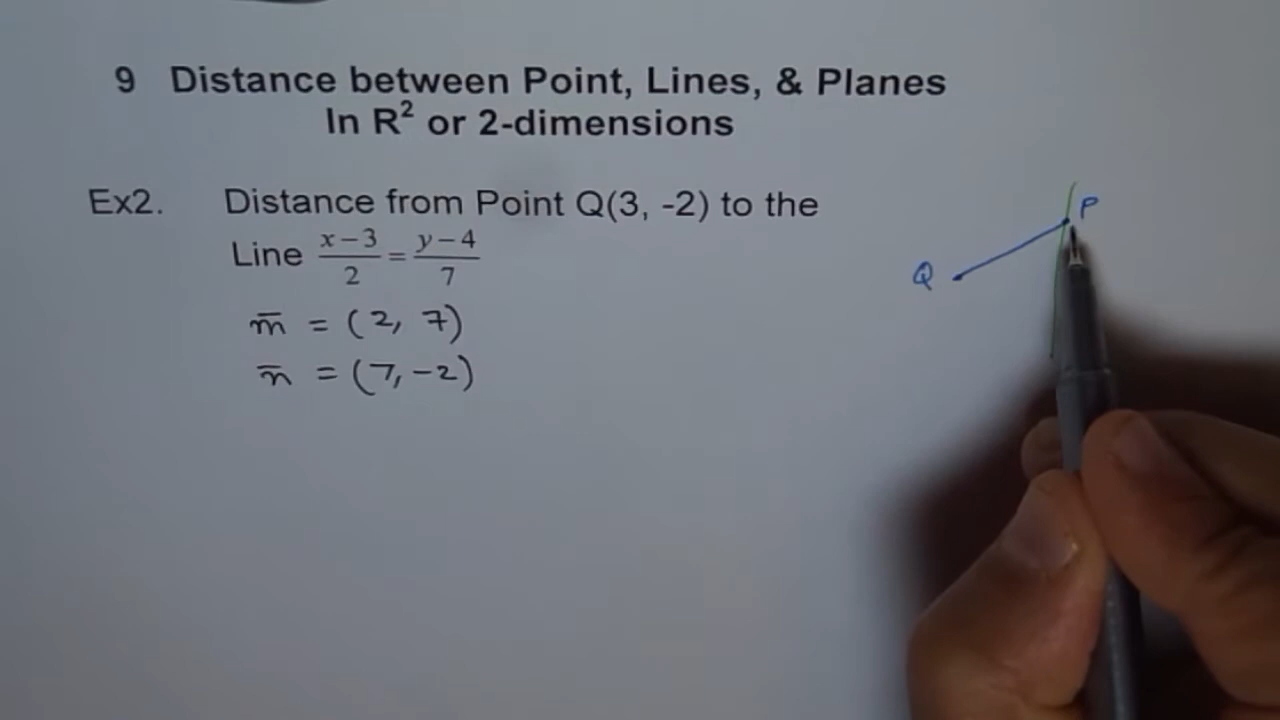 9 Distance between Point, Lines, & Planes
In R² or 2-dimensions
Ex2. Distance from Point Q(3, -2) to the
Line (x−3)/2 = (y−4)/7
m̄ = (2, 7)
n̄ = (7, -2)
P
Q